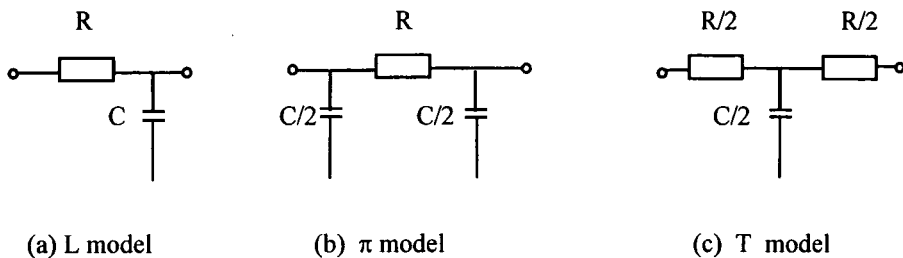 R
R
R/2
R/2
C
C/2
C/2
C/2
(a) L model
(b) π model
(c) T model